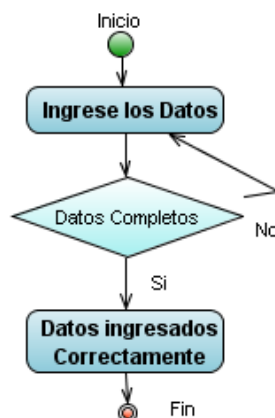 Inicio
Ingrese los Datos
Datos Completos
No
Si
Datos ingresados
Correctamente
Fin